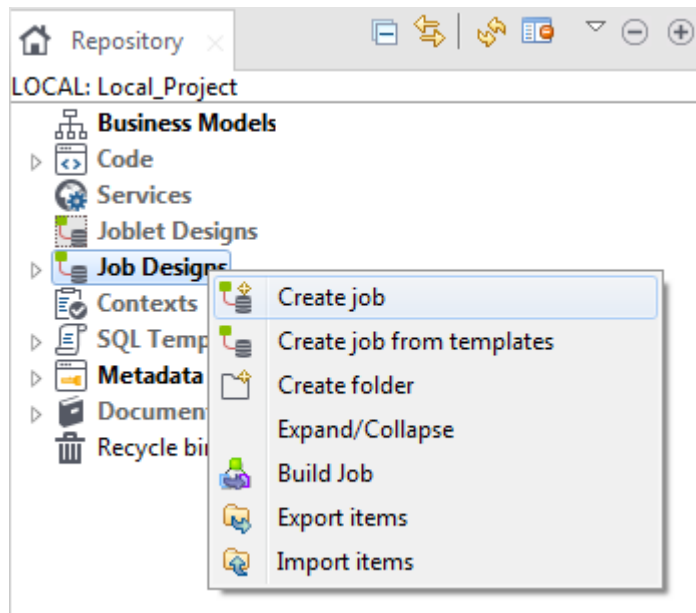 Repository
LOCAL: Local_Project
Business Models
Code
Services
Joblet Designs
Job Designs
Contexts
SQL Temp
Metadata
Documen
Recycle bi
Create job
Create job from templates
Create folder
Expand/Collapse
Build Job
Export items
Import items